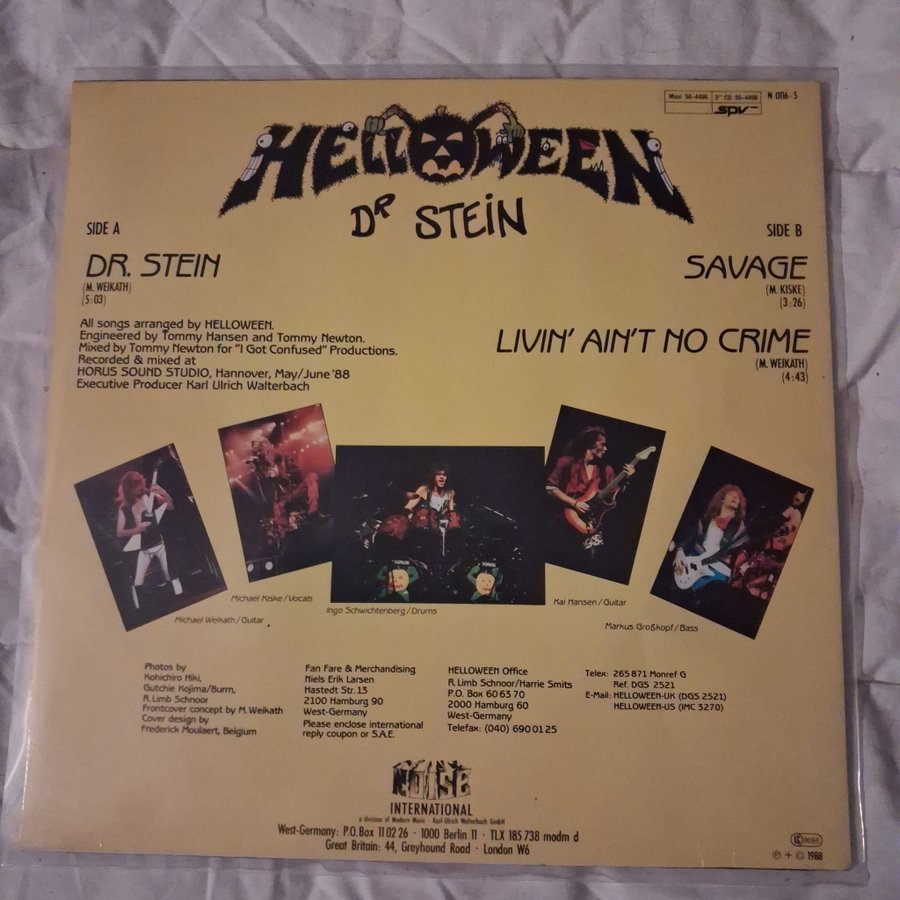 Maxi 50-4486
3" CD 50-4498
SPV
N 0116-5
HELLOWEEN
DR STEIN
SIDE A
DR. STEIN
(M. WEIKATH)
(5:03)
All songs arranged by HELLOWEEN.
Engineered by Tommy Hansen and Tommy Newton.
Mixed by Tommy Newton for "I Got Confused" Productions.
Recorded & mixed at
HORUS SOUND STUDIO, Hannover, May/June '88
Executive Producer Karl Ulrich Walterbach
SIDE B
SAVAGE
(M. KISKE)
(3:26)
LIVIN' AIN'T NO CRIME
(M. WEIKATH)
(4:43)
Michael Weikath/Guitar
Michael Kiske/Vocals
Ingo Schwichtenberg/Drums
Kai Hansen/Guitar
Markus Großkopf/Bass
Photos by
Kohichiro Hiki,
Gutchie Kojima/Burrn,
R. Limb Schnoor
Frontcover concept by M. Weikath
Cover design by
Frederick Moulaert, Belgium
Fan Fare & Merchandising
Niels Erik Larsen
Hastedt Str. 13
2100 Hamburg 90
West-Germany
Please enclose international
reply coupon or S.A.E.
HELLOWEEN Office
R. Limb Schnoor/Harrie Smits
P.O. Box 60 63 70
2000 Hamburg 60
West-Germany
Telefax: (040) 690 01 25
Telex: 265 871 Monref G
Ref. DGS 2521
E-Mail: HELLOWEEN-UK (DGS 2521)
HELLOWEEN-US (IMC 3270)
NOISE
INTERNATIONAL
a division of Modern Music · Karl-Ulrich Walterbach GmbH
West-Germany: P.O. Box 11 02 26 · 1000 Berlin 11 · TLX 185 738 modm d
Great Britain: 44, Greyhound Road · London W6
℗ + © 1988